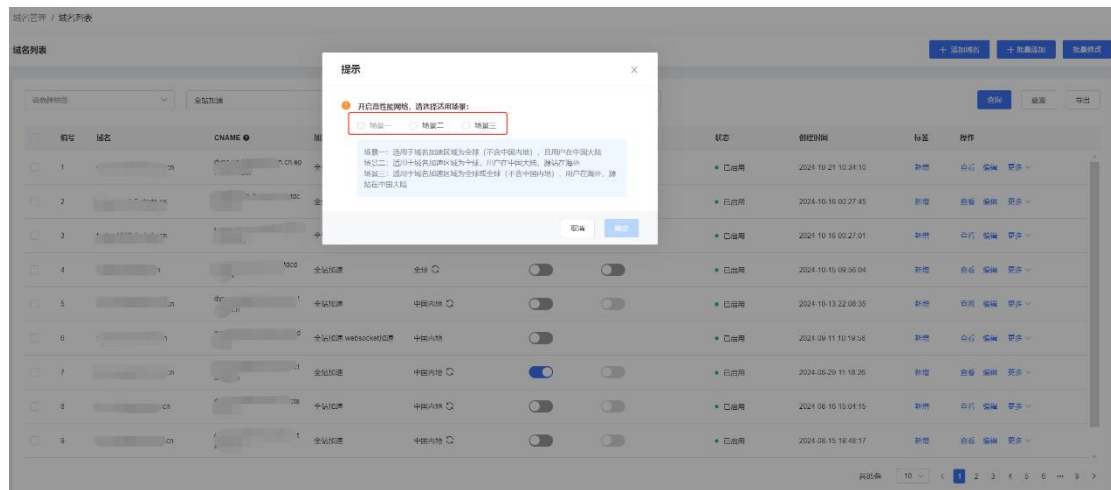 域名管理 / 域名列表
域名列表
+ 添加域名
+ 批量添加
批量修改
请选择标签
全站加速
查询
重置
导出
提示
开启高性能网络，请选择适用场景：
场景一 场景二 场景三
场景一：适用于域名加速区域为全球（不含中国内地），且用户在中国大陆
场景二：适用于域名加速区域为全球，用户在中国大陆，源站在海外
场景三：适用于域名加速区域为全球或全球（不含中国内地），用户在海外，源
站在中国大陆
取消
确定
编号 域名 CNAME 状态 创建时间 标签 操作
1 已启用 2024-10-21 10:34:10 新增 查看 编辑 更多
2 已启用 2024-10-16 00:27:45 新增 查看 编辑 更多
3 已启用 2024-10-16 00:27:01 新增 查看 编辑 更多
4 全站加速 全球 已启用 2024-10-15 09:56:04 新增 查看 编辑 更多
5 全站加速 中国内地 已启用 2024-10-13 22:08:35 新增 查看 编辑 更多
6 全站加速 websocket加速 中国内地 已启用 2024-09-11 10:19:58 新增 查看 编辑 更多
7 全站加速 中国内地 已启用 2024-08-29 11:18:26 新增 查看 编辑 更多
8 全站加速 中国内地 已启用 2024-08-16 15:04:15 新增 查看 编辑 更多
9 全站加速 中国内地 已启用 2024-08-15 19:48:17 新增 查看 编辑 更多
10 < 1 2 3 4 5 6 ··· 9 >